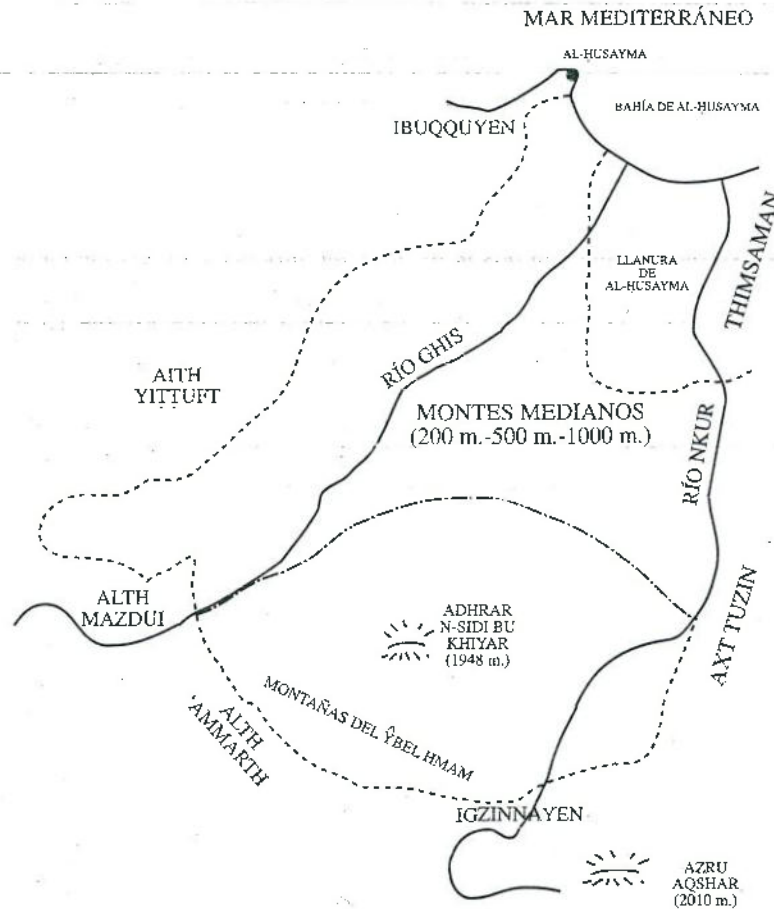 MAR MEDITERRÁNEO
AL-HUSAYMA
BAHÍA DE AL-HUSAYMA
IBUQQUYEN
THIMSAMAN
LLANURA
DE
AL-HUSAYMA
RÍO GHIS
AITH
YITTUFT
MONTES MEDIANOS
(200 m.-500 m.-1000 m.)
RÍO NKUR
ALTH
MAZDUI
ADHRAR
N-SIDI BU
KHIYAR
(1948 m.)
AXT TUZIN
MONTAÑAS DEL ŶBEL HMAM
ALTH
'AMMARTH
IGZINNAYEN
AZRU
AQSHAR
(2010 m.)